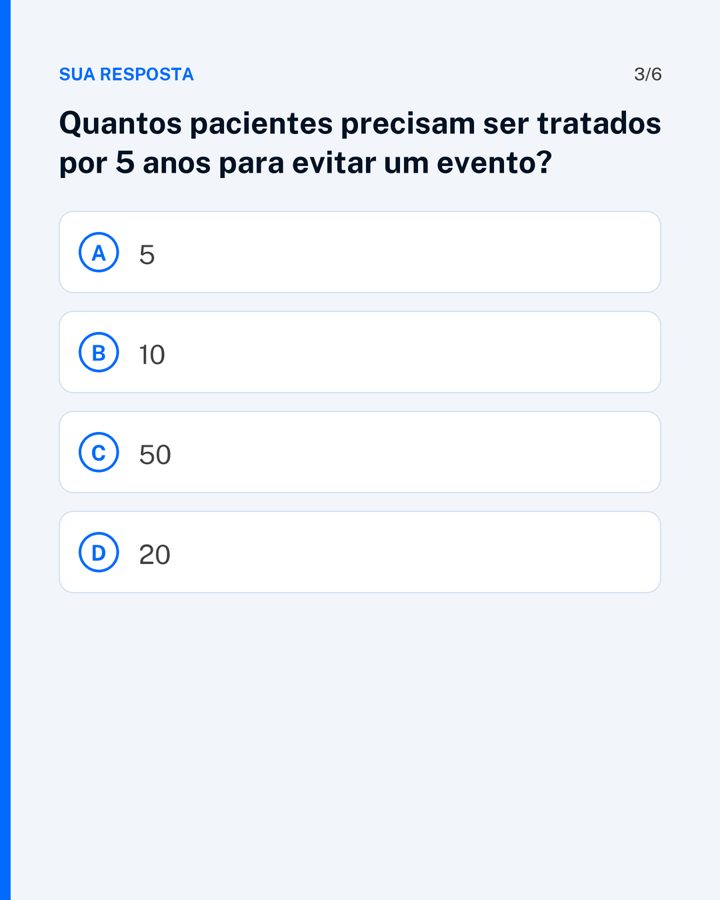 SUA RESPOSTA
3/6
Quantos pacientes precisam ser tratados
por 5 anos para evitar um evento?
A 5
B 10
C 50
D 20